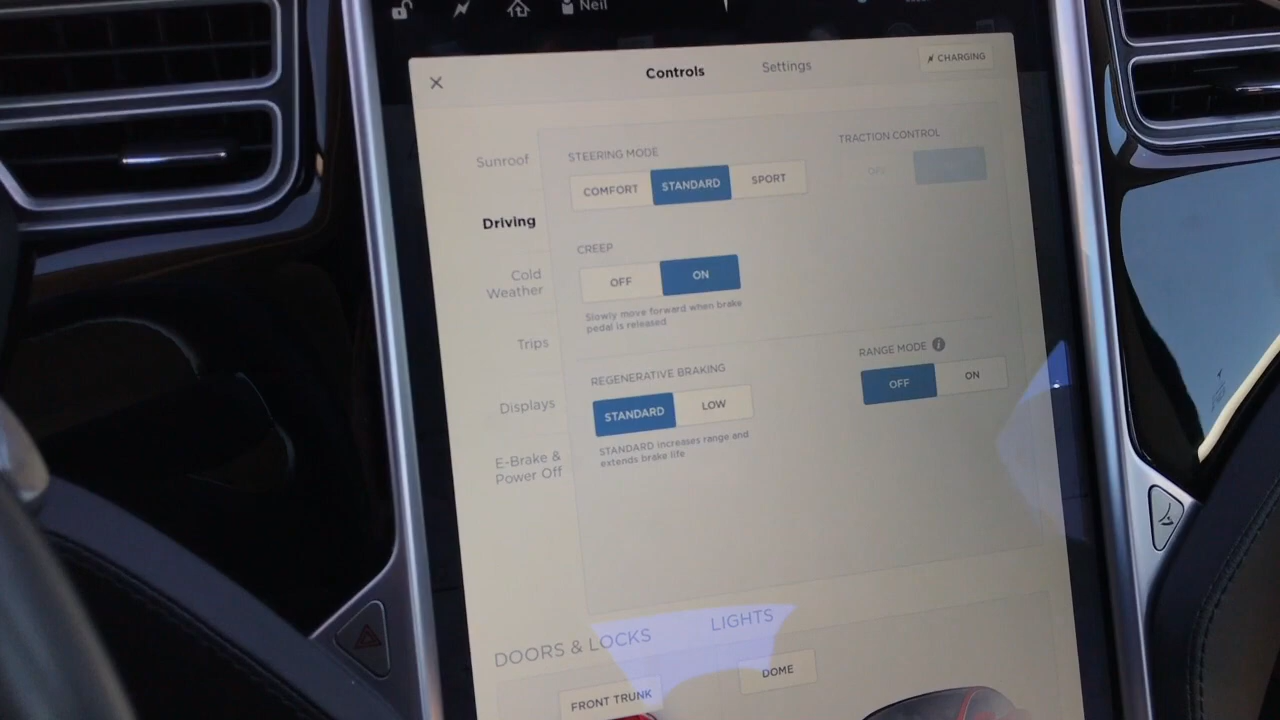 Neil
Controls
Settings
CHARGING
Sunroof
Driving
Cold
Weather
Trips
Displays
E-Brake &
Power Off
STEERING MODE
COMFORT
STANDARD
SPORT
TRACTION CONTROL
OFF
CREEP
OFF
ON
Slowly move forward when brake
pedal is released
REGENERATIVE BRAKING
STANDARD
LOW
STANDARD increases range and
extends brake life
RANGE MODE
OFF
ON
DOORS & LOCKS
LIGHTS
FRONT TRUNK
DOME